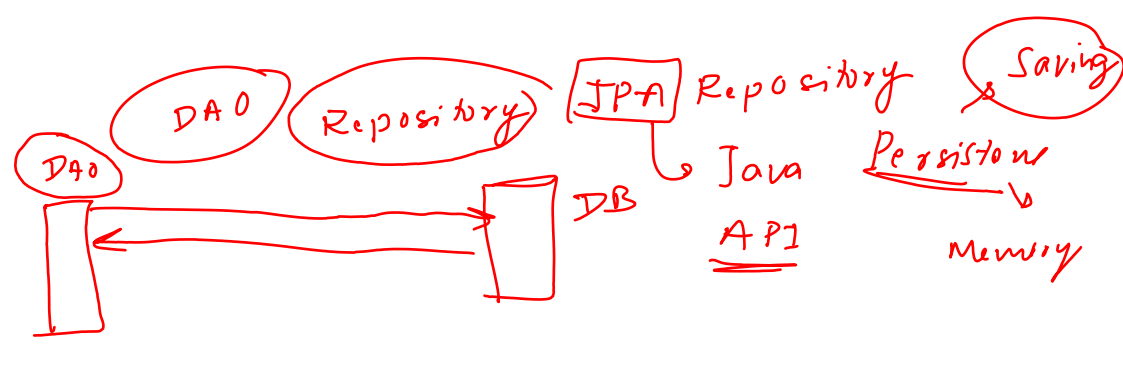 Saving
DAO Repository JPA Repository
DAO
Java Persistence
DB
API
Memory